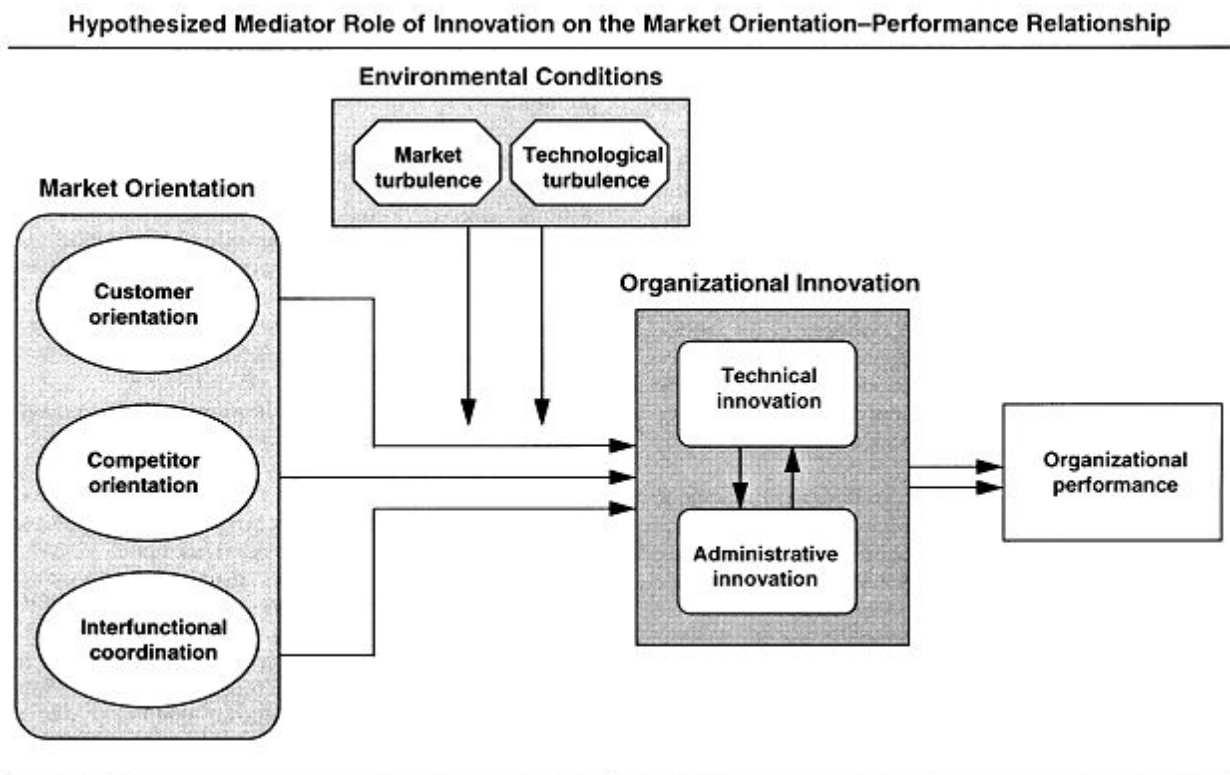 Hypothesized Mediator Role of Innovation on the Market Orientation–Performance Relationship
Environmental Conditions
Market
turbulence
Technological
turbulence
Market Orientation
Customer
orientation
Competitor
orientation
Interfunctional
coordination
Organizational Innovation
Technical
innovation
Administrative
innovation
Organizational
performance